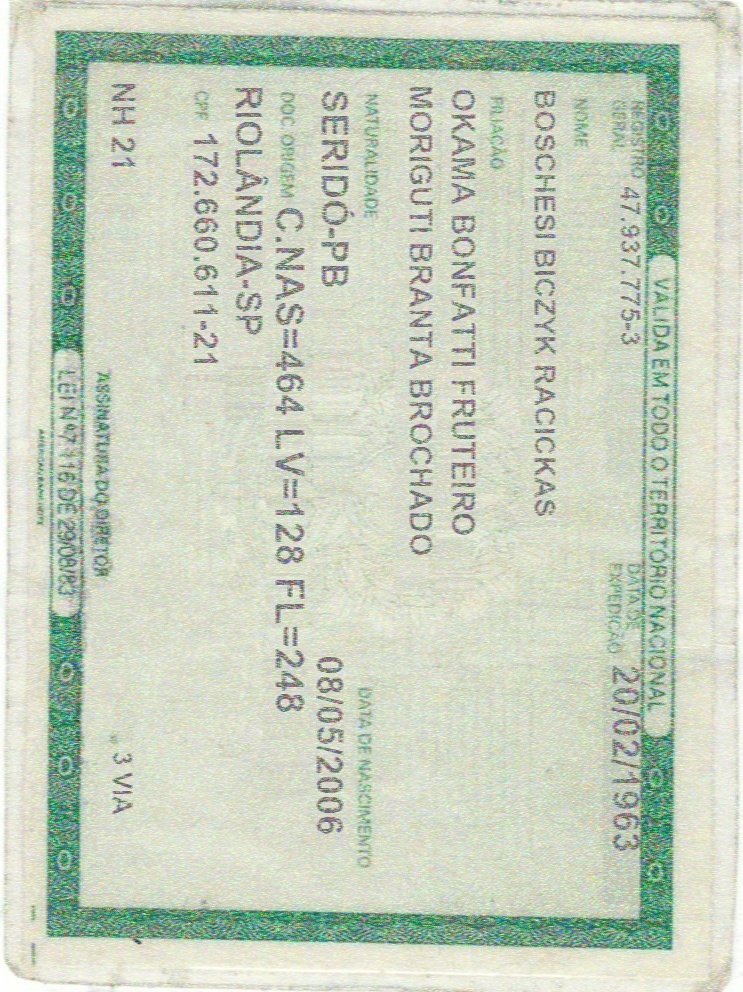 VÁLIDA EM TODO O TERRITÓRIO NACIONAL
REGISTRO GERAL 47.937.775-3 DATA DE EXPEDIÇÃO 20/02/1963
NOME
BOSCHESI BICZYK RACICKAS
FILIAÇÃO
OKAMA BONFATTI FRUTEIRO
MORIGUTI BRANTA BROCHADO
NATURALIDADE DATA DE NASCIMENTO
SERIDÓ-PB 08/05/2006
DOC. ORIGEM C.NAS=464 LV=128 FL=248
RIOLÂNDIA-SP
CPF 172.660.611-21
NH 21 3 VIA
ASSINATURA DO DIRETOR
LEI Nº 7.116 DE 29/08/83